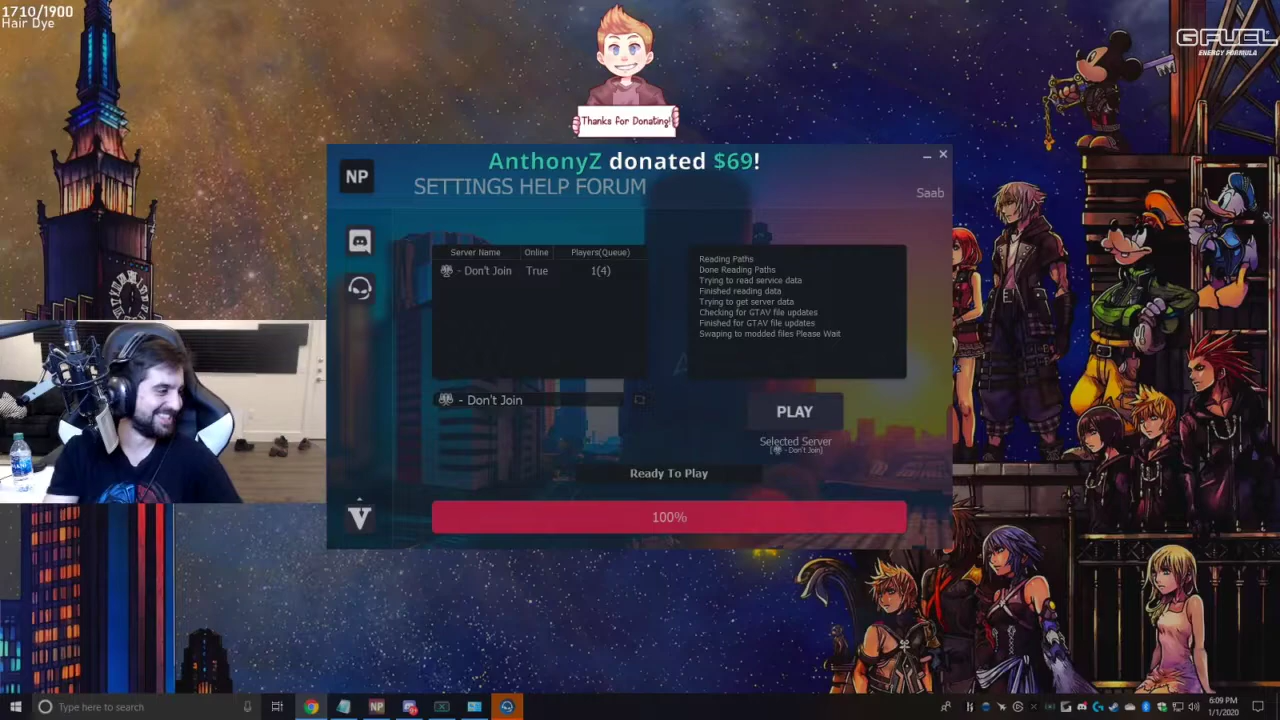 1710/1900
Hair Dye
GFUEL
ENERGY FORMULA
Thanks for Donating!
AnthonyZ donated $69!
NP
SETTINGS HELP FORUM
Saab
Server Name Online Players(Queue)
- Don't Join True 1(4)
Reading Paths
Done Reading Paths
Trying to read service data
Finished reading data
Trying to get server data
Checking for GTAV file updates
Finished for GTAV file updates
Swaping to modded files Please Wait
- Don't Join
PLAY
Selected Server
- Don't Join]
Ready To Play
V
100%
Type here to search
NP
6:09 PM
1/1/2020